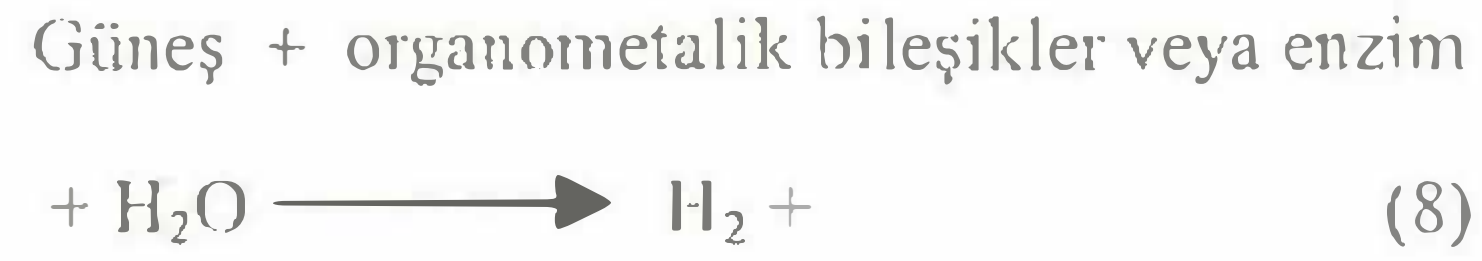 Güneş + organometalik bileşikler veya enzim
+ H₂O ⟶ H₂ + (8)